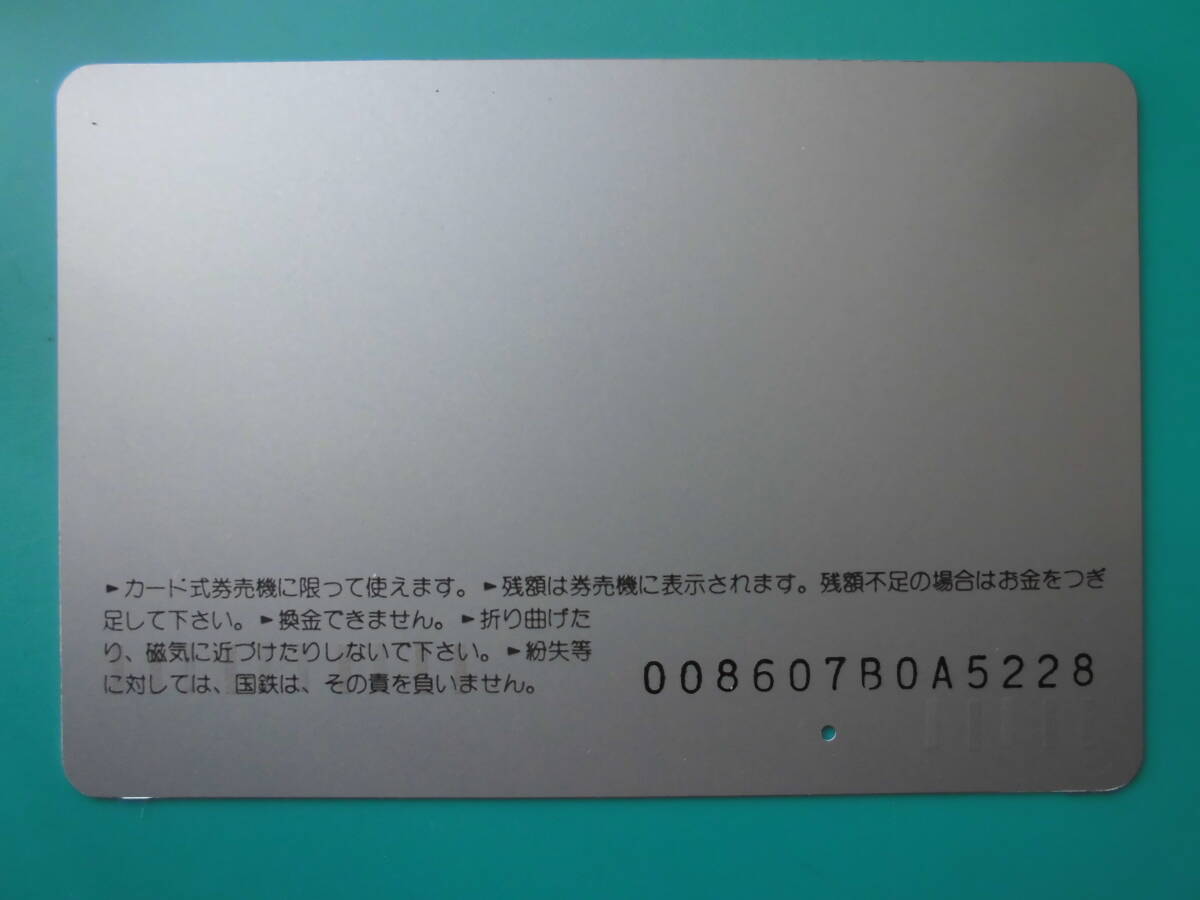 ►カード式券売機に限って使えます。►残額は券売機に表示されます。残額不足の場合はお金をつぎ
足して下さい。►換金できません。►折り曲げた
り、磁気に近づけたりしないで下さい。►紛失等
に対しては、国鉄は、その責を負いません。
008607B0A5228